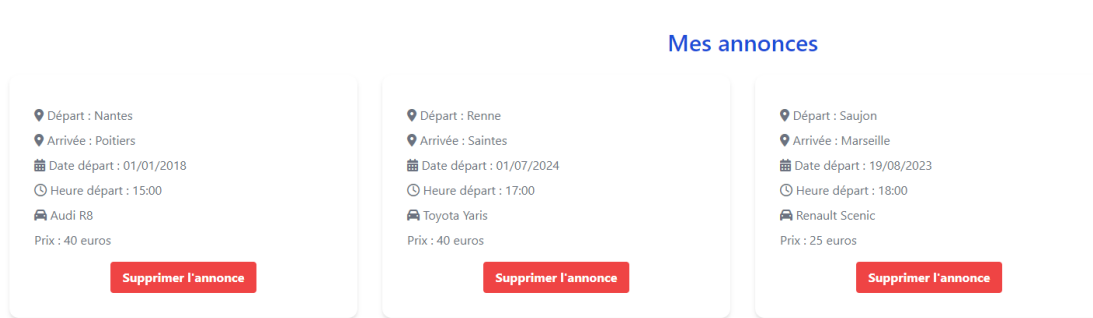 Mes annonces
Départ : Nantes
Arrivée : Poitiers
Date départ : 01/01/2018
Heure départ : 15:00
Audi R8
Prix : 40 euros
Supprimer l'annonce
Départ : Renne
Arrivée : Saintes
Date départ : 01/07/2024
Heure départ : 17:00
Toyota Yaris
Prix : 40 euros
Supprimer l'annonce
Départ : Saujon
Arrivée : Marseille
Date départ : 19/08/2023
Heure départ : 18:00
Renault Scenic
Prix : 25 euros
Supprimer l'annonce